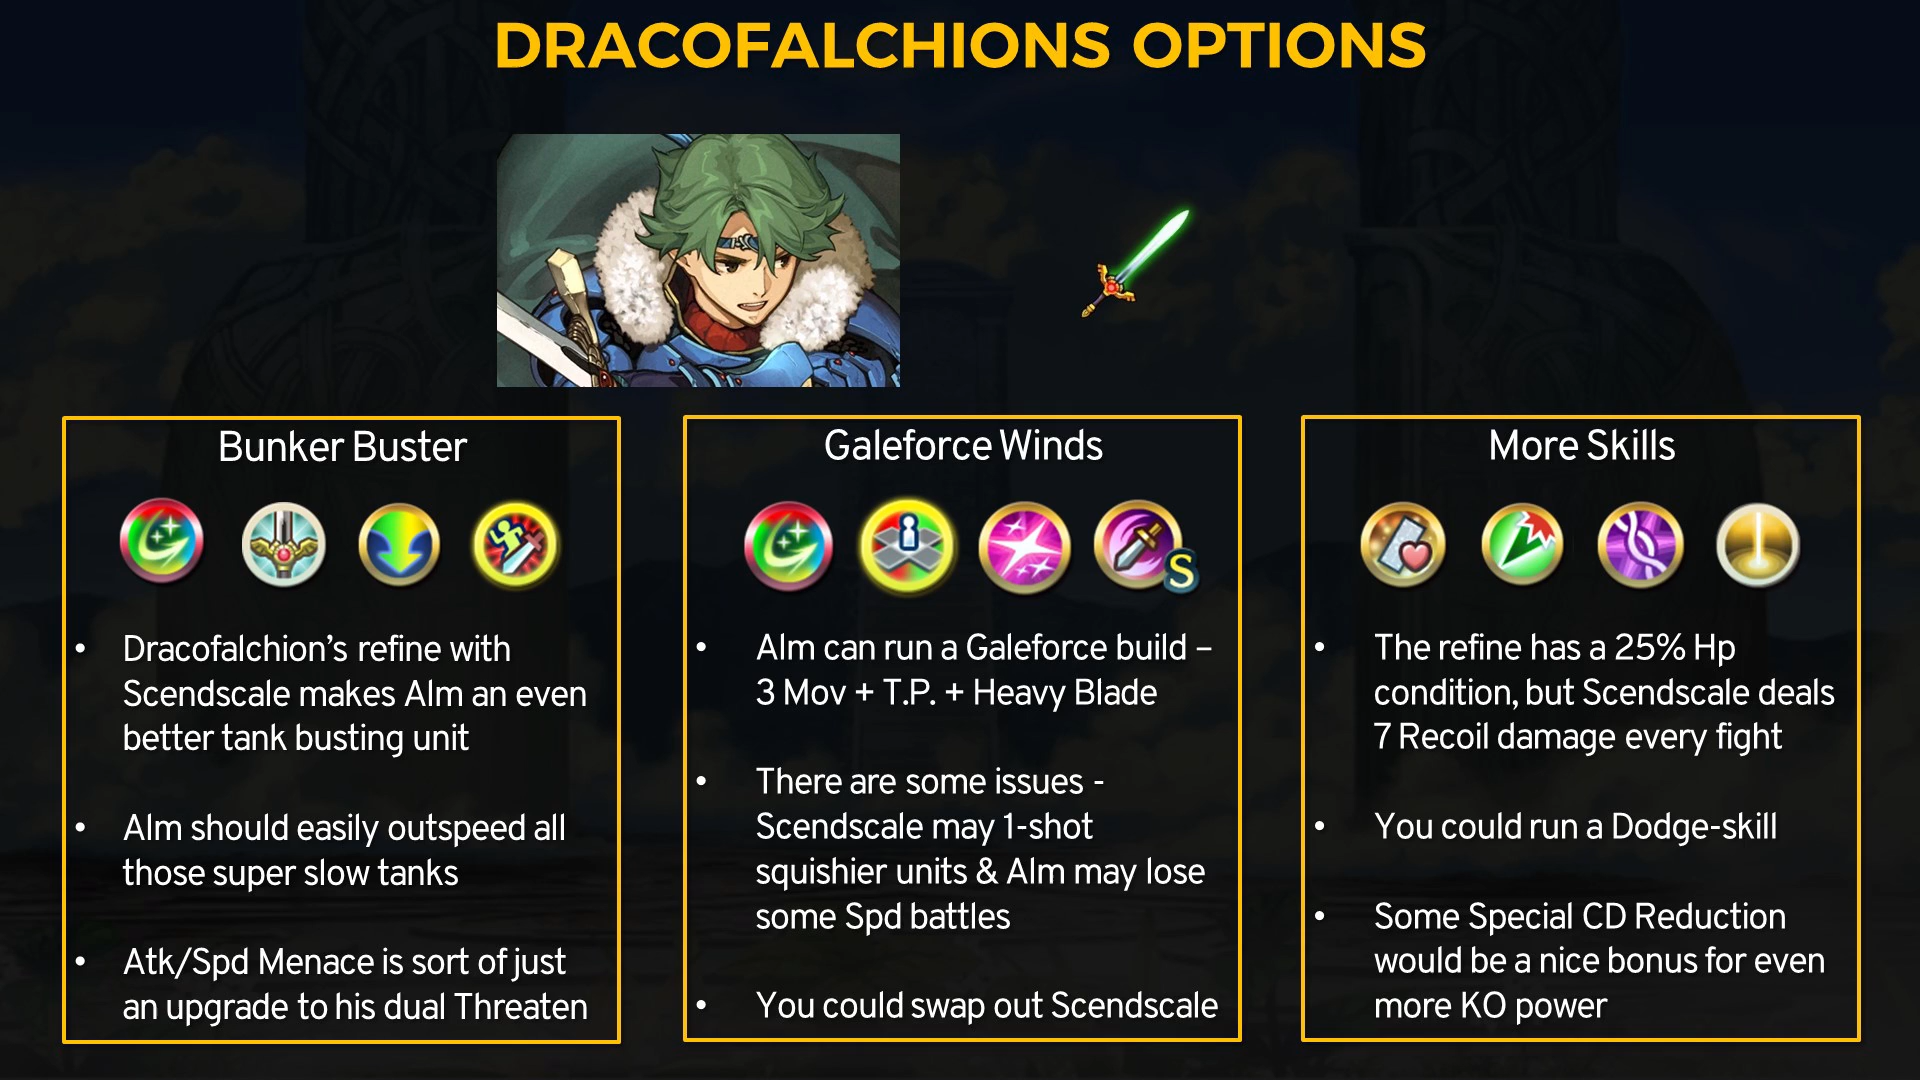 DRACOFALCHIONS OPTIONS
Bunker Buster
• Dracofalchion's refine with
Scendscale makes Alm an even
better tank busting unit
• Alm should easily outspeed all
those super slow tanks
• Atk/Spd Menace is sort of just
an upgrade to his dual Threaten
Galeforce Winds
S
• Alm can run a Galeforce build –
3 Mov + T.P. + Heavy Blade
• There are some issues -
Scendscale may 1-shot
squishier units & Alm may lose
some Spd battles
• You could swap out Scendscale
More Skills
• The refine has a 25% Hp
condition, but Scendscale deals
7 Recoil damage every fight
• You could run a Dodge-skill
• Some Special CD Reduction
would be a nice bonus for even
more KO power